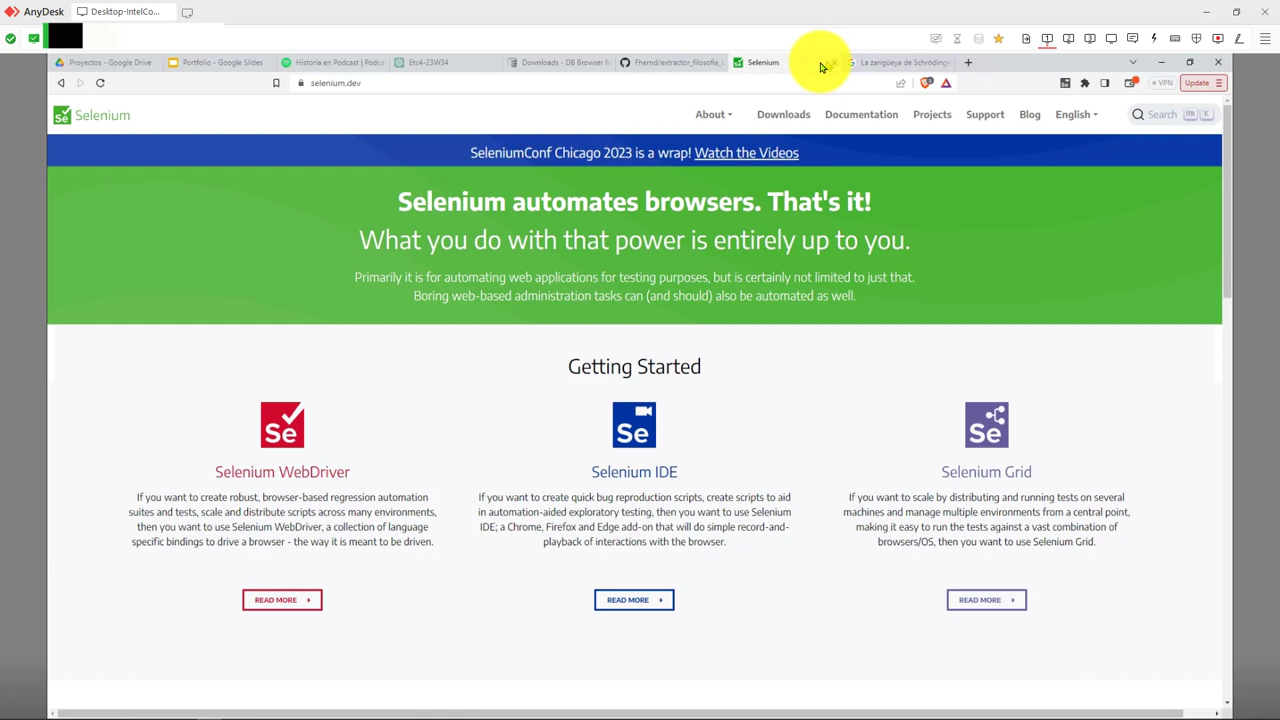 AnyDesk
Desktop-IntelCo...
Proyectos - Google Drive
Portfolio - Google Slides
Historia en Podcast | Podca
Etc4-23W34
Downloads - DB Browser fo
Fhernd/extractor_filosofia_
Selenium
La zarigüeya de Schröding
selenium.dev
VPN
Update
Selenium
About
Downloads
Documentation
Projects
Support
Blog
English
Search
K
SeleniumConf Chicago 2023 is a wrap! Watch the Videos
Selenium automates browsers. That's it!
What you do with that power is entirely up to you.
Primarily it is for automating web applications for testing purposes, but is certainly not limited to just that.
Boring web-based administration tasks can (and should) also be automated as well.
Getting Started
Se
Selenium WebDriver
If you want to create robust, browser-based regression automation
suites and tests, scale and distribute scripts across many environments,
then you want to use Selenium WebDriver, a collection of language
specific bindings to drive a browser - the way it is meant to be driven.
READ MORE
Se
Selenium IDE
If you want to create quick bug reproduction scripts, create scripts to aid
in automation-aided exploratory testing, then you want to use Selenium
IDE; a Chrome, Firefox and Edge add-on that will do simple record-and-
playback of interactions with the browser.
READ MORE
Se
Selenium Grid
If you want to scale by distributing and running tests on several
machines and manage multiple environments from a central point,
making it easy to run the tests against a vast combination of
browsers/OS, then you want to use Selenium Grid.
READ MORE